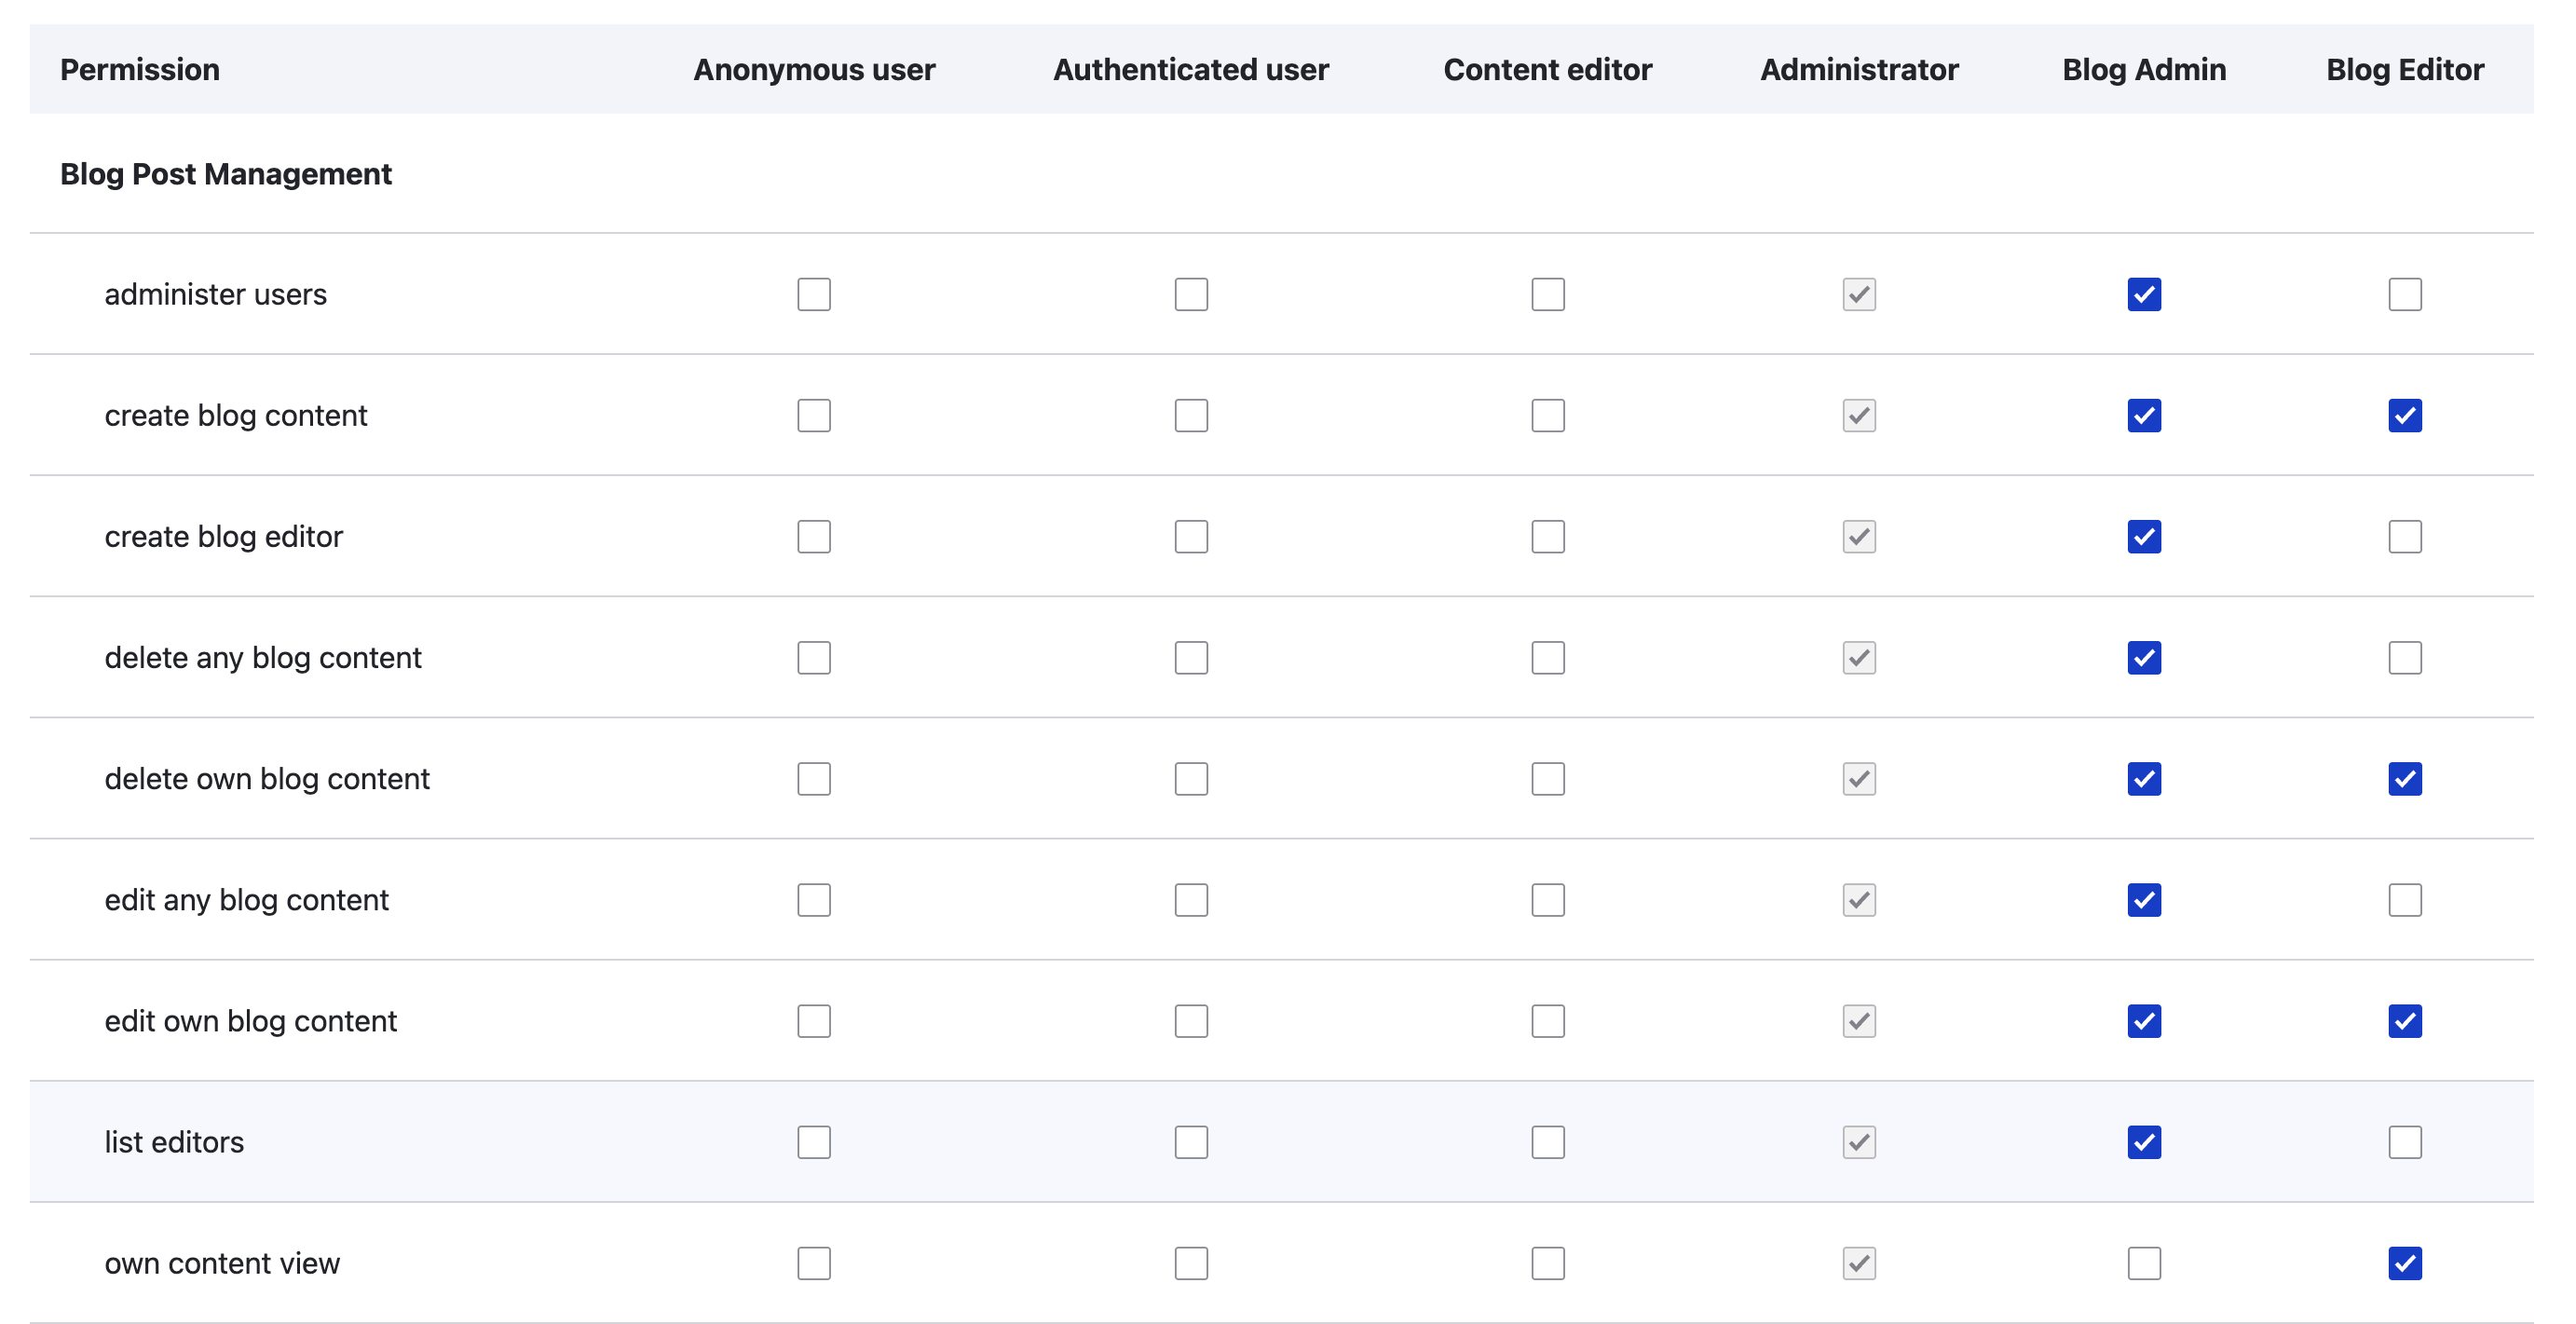 Permission Anonymous user Authenticated user Content editor Administrator Blog Admin Blog Editor
Blog Post Management
administer users
create blog content
create blog editor
delete any blog content
delete own blog content
edit any blog content
edit own blog content
list editors
own content view